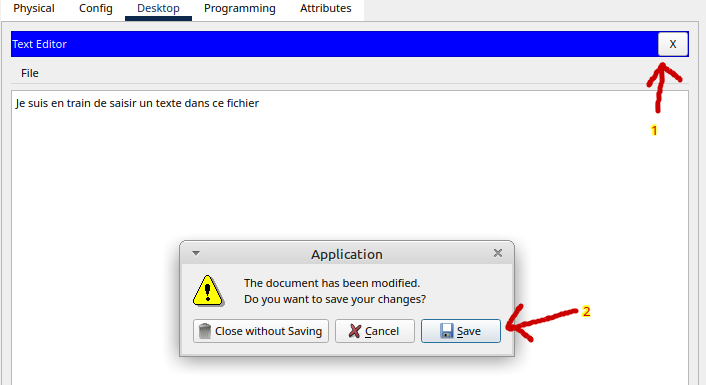 Physical Config Desktop Programming Attributes
Text Editor X
File
1
Je suis en train de saisir un texte dans ce fichier
Application
The document has been modified.
Do you want to save your changes?
2
Close without Saving Cancel Save